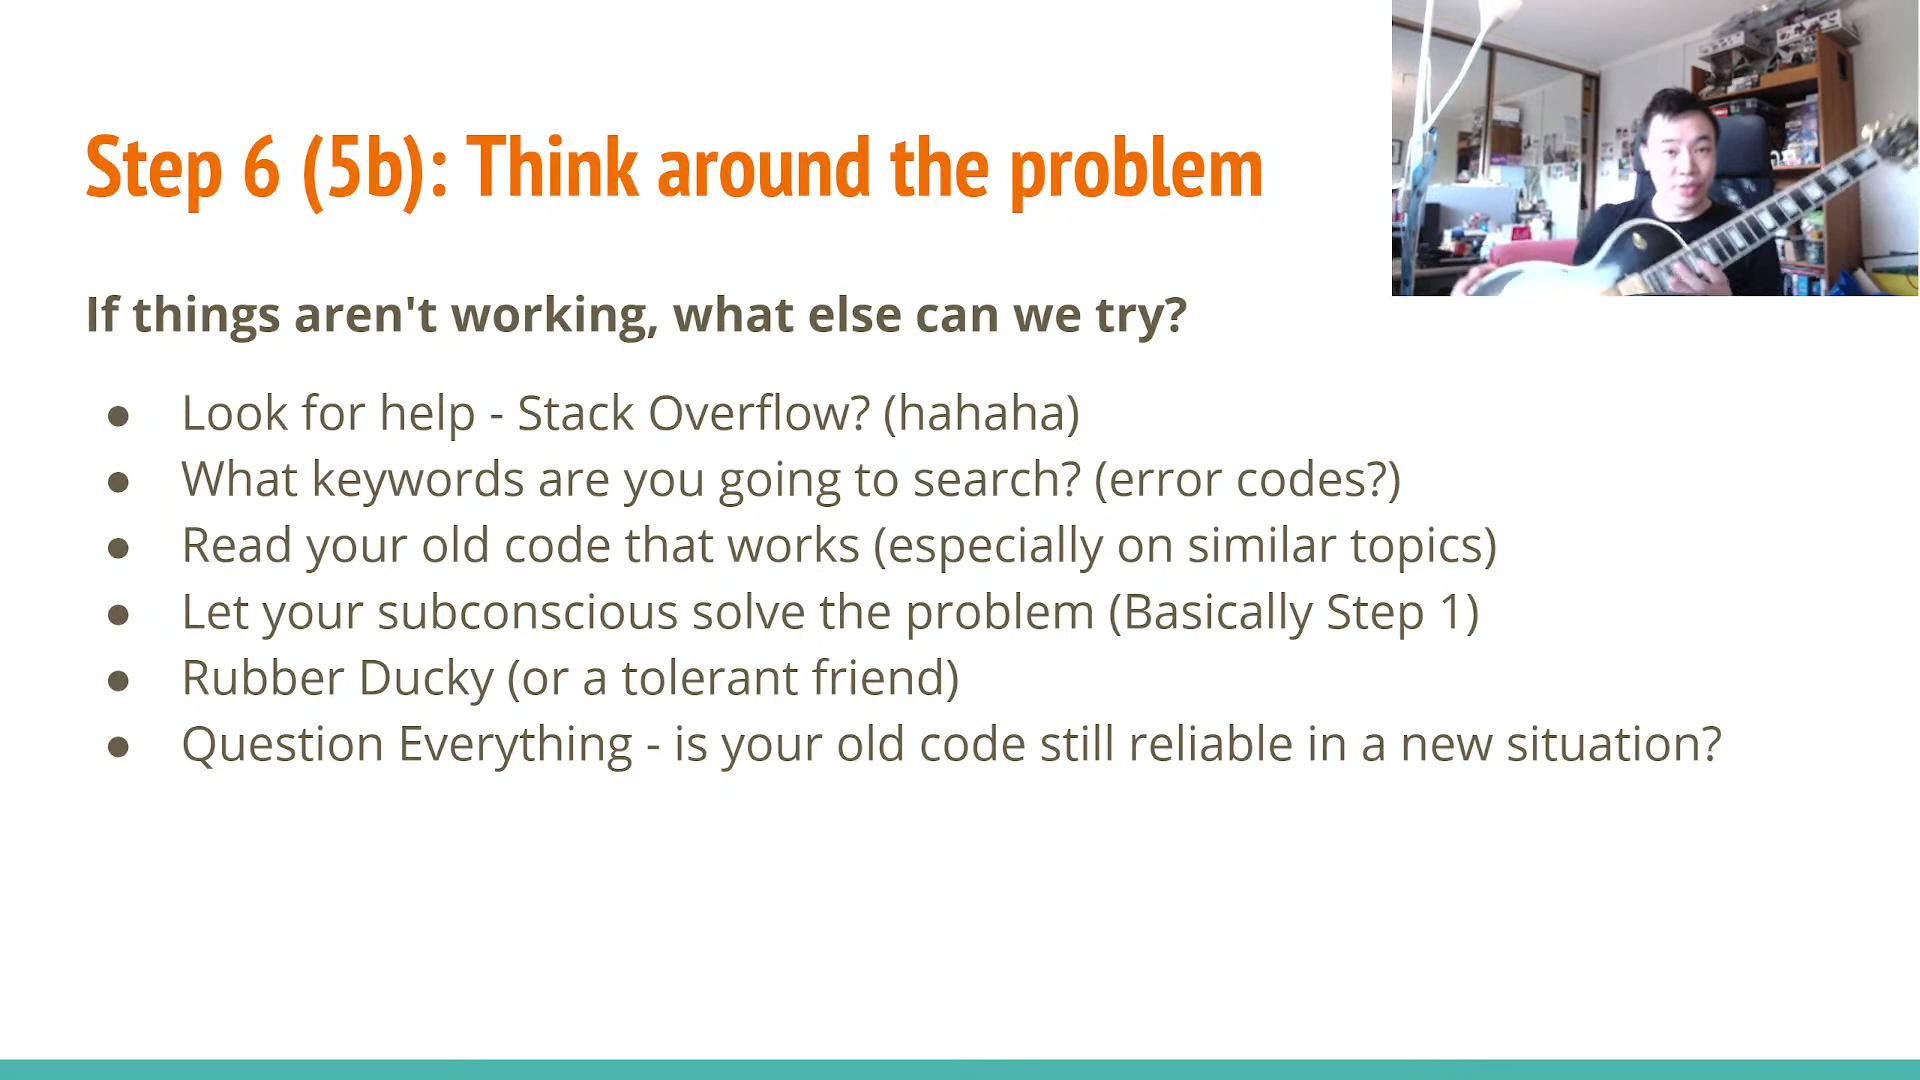 Step 6 (5b): Think around the problem
If things aren't working, what else can we try?
● Look for help - Stack Overflow? (hahaha)
● What keywords are you going to search? (error codes?)
● Read your old code that works (especially on similar topics)
● Let your subconscious solve the problem (Basically Step 1)
● Rubber Ducky (or a tolerant friend)
● Question Everything - is your old code still reliable in a new situation?